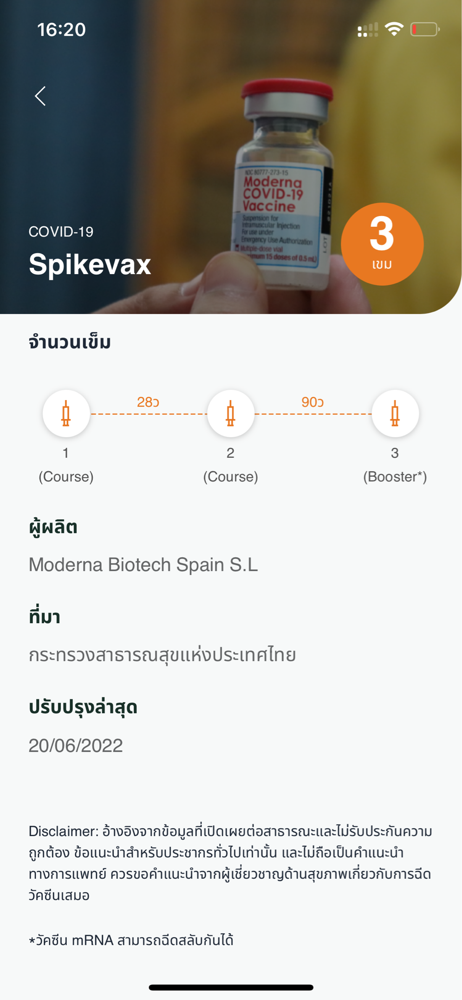 16:20
NDC 80777-273-15
Moderna
COVID-19
Vaccine
Suspension for
Intramuscular Injection
For use under
Emergency Use Authorization
Multiple-dose vial
15 doses of 0.5 mL)
LOT
COVID-19
Spikevax
3
เขม
จำนวนเข็ม
28ว
90ว
1
2
3
(Course)
(Course)
(Booster*)
ผู้ผลิต
Moderna Biotech Spain S.L
ที่มา
กระทรวงสาธารณสุขแห่งประเทศไทย
ปรับปรุงล่าสุด
20/06/2022
Disclaimer: อ้างอิงจากข้อมูลที่เปิดเผยต่อสาธารณะและไม่รับประกันความ
ถูกต้อง ข้อแนะนำสำหรับประชากรทั่วไปเท่านั้น และไม่ถือเป็นคำแนะนำ
ทางการแพทย์ ควรขอคำแนะนำจากผู้เชี่ยวชาญด้านสุขภาพเกี่ยวกับการฉีด
วัคซีนเสมอ
*วัคซีน mRNA สามารถฉีดสลับกันได้